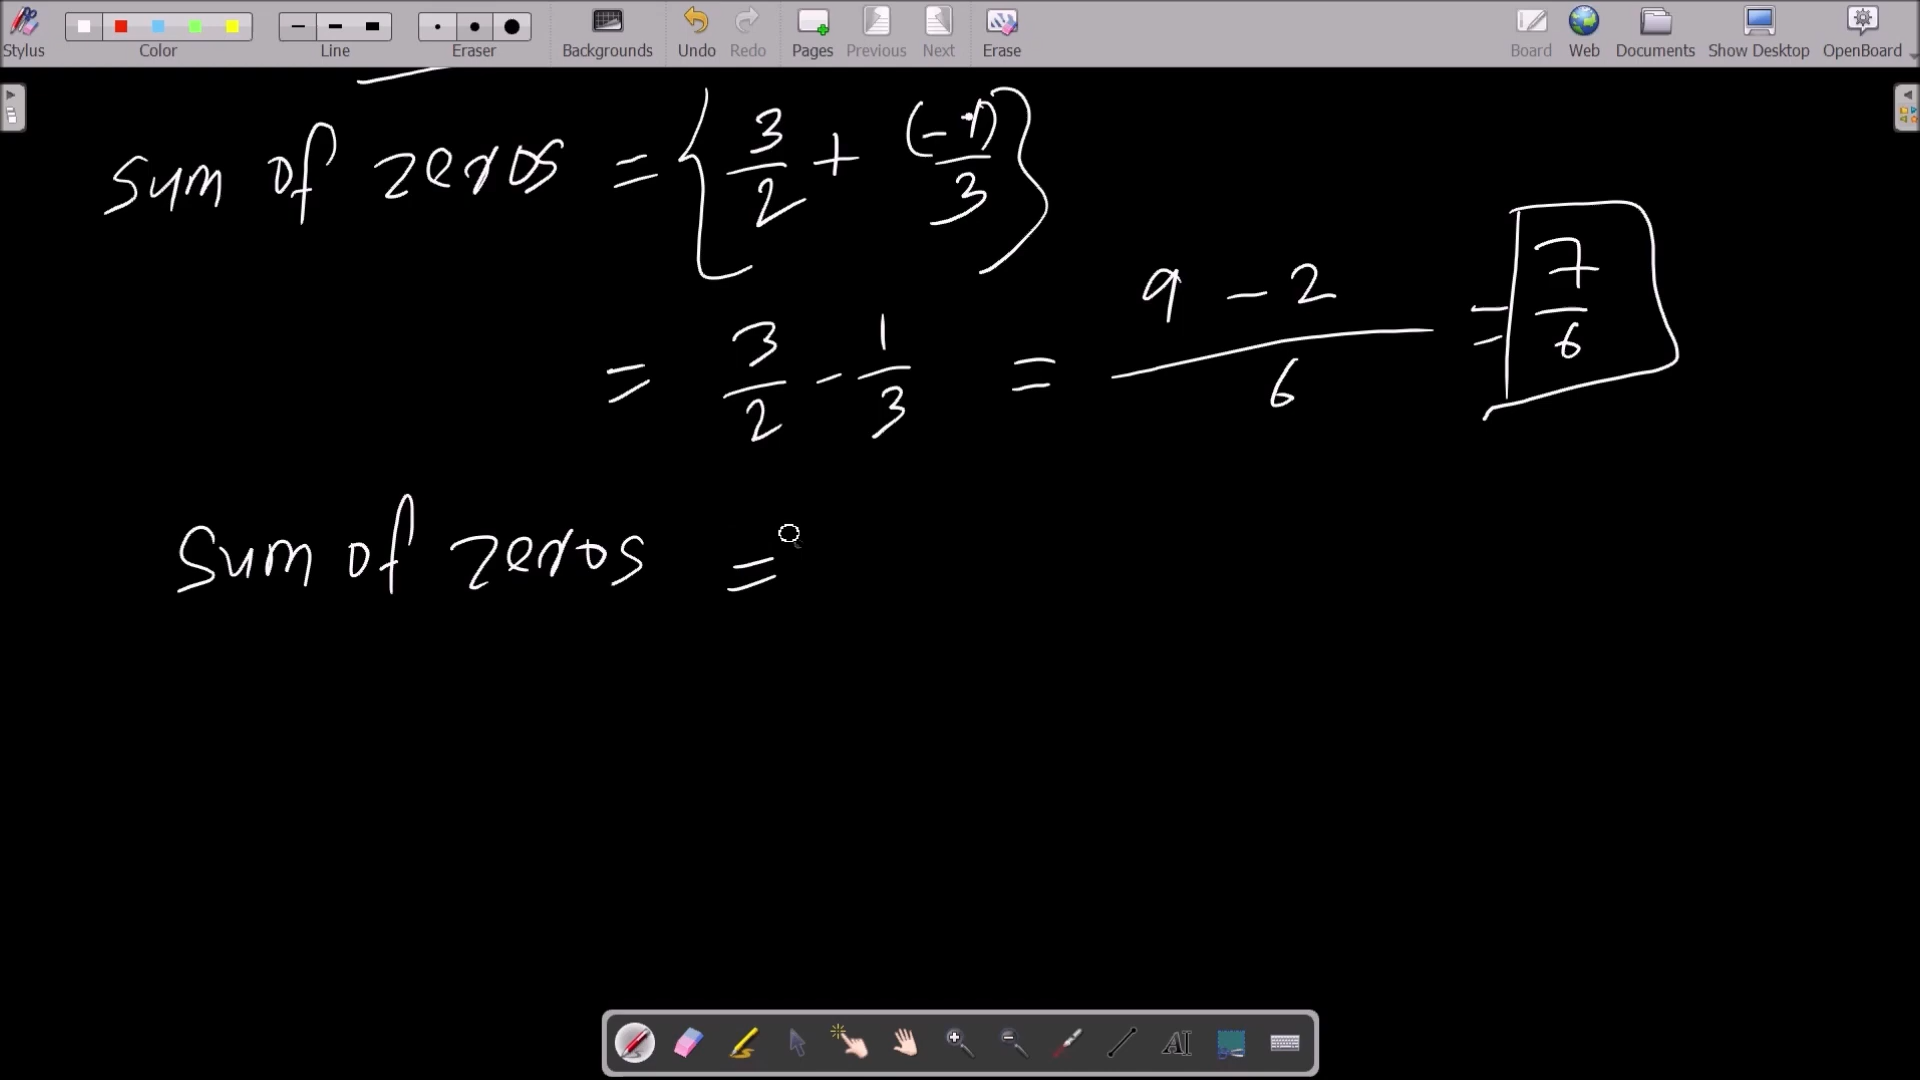 Stylus Color Line Eraser Backgrounds Undo Redo Pages Previous Next Erase Board Web Documents Show Desktop OpenBoard
sum of zeros = { 3/2 + (-1)/3 }
= 3/2 - 1/3 = 9 - 2/6 = 7/6
Sum of zeros =
AI